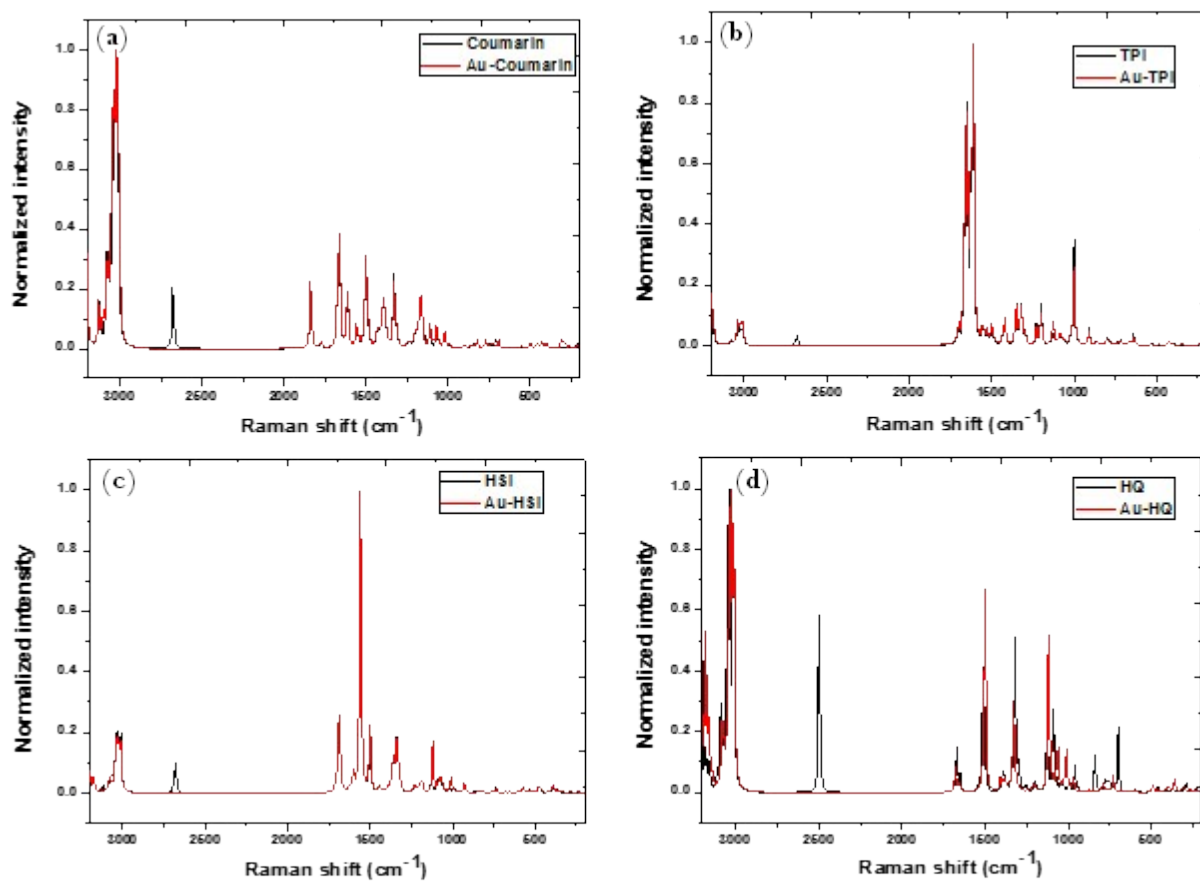 (a)
Coumarin
Au-Coumarin
Normalized intensity
1.0
0.8
0.6
0.4
0.2
0.0
3000 2500 2000 1500 1000 500
Raman shift (cm⁻¹)
(b)
TPI
Au-TPI
Normalized intensity
1.0
0.8
0.6
0.4
0.2
0.0
3000 2500 2000 1500 1000 500
Raman shift (cm⁻¹)
(c)
HSI
Au-HSI
Normalized intensity
1.0
0.8
0.6
0.4
0.2
0.0
3000 2500 2000 1500 1000 500
Raman shift (cm⁻¹)
(d)
HQ
Au-HQ
Normalized intensity
1.0
0.8
0.6
0.4
0.2
0.0
3000 2500 2000 1500 1000 500
Raman shift (cm⁻¹)